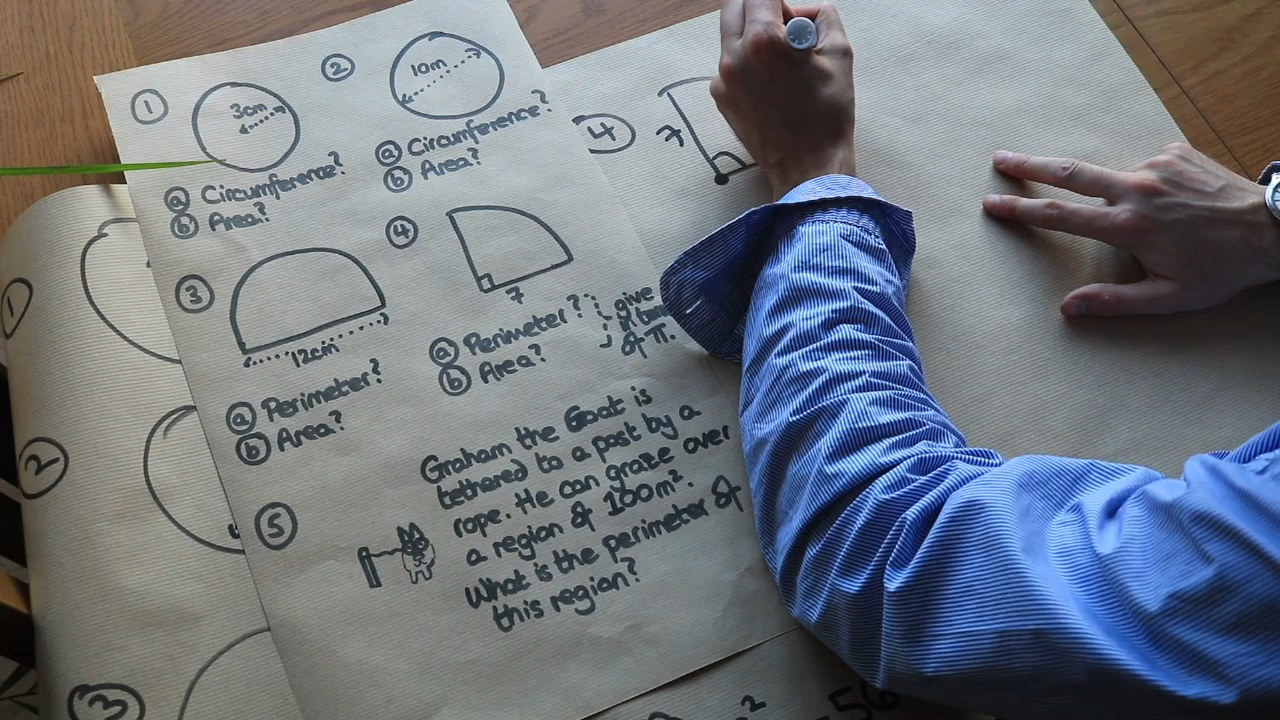 1
3cm
a Circumference?
b Area?
2
10m
a Circumference?
b Area?
3
12cm
a Perimeter?
b Area?
4
7
a Perimeter?
b Area?
give
in terms
of π.
5
Graham the Goat is
tethered to a post by a
rope. He can graze over
a region of 100m².
What is the perimeter of
this region?
4
7
1
2
3
56